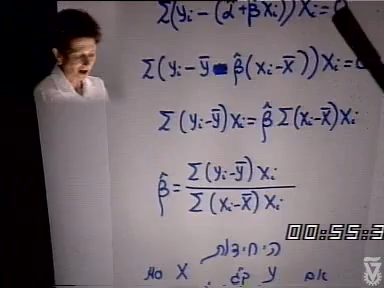 Σ(yᵢ-(α̂+β̂xᵢ))xᵢ=0
Σ(yᵢ-ȳ-β̂(xᵢ-x̄))xᵢ=0
Σ(yᵢ-ȳ)xᵢ=β̂Σ(xᵢ-x̄)xᵢ
β̂=Σ(yᵢ-ȳ)xᵢ/Σ(xᵢ-x̄)xᵢ
00:55:3
היחידות
אם y x